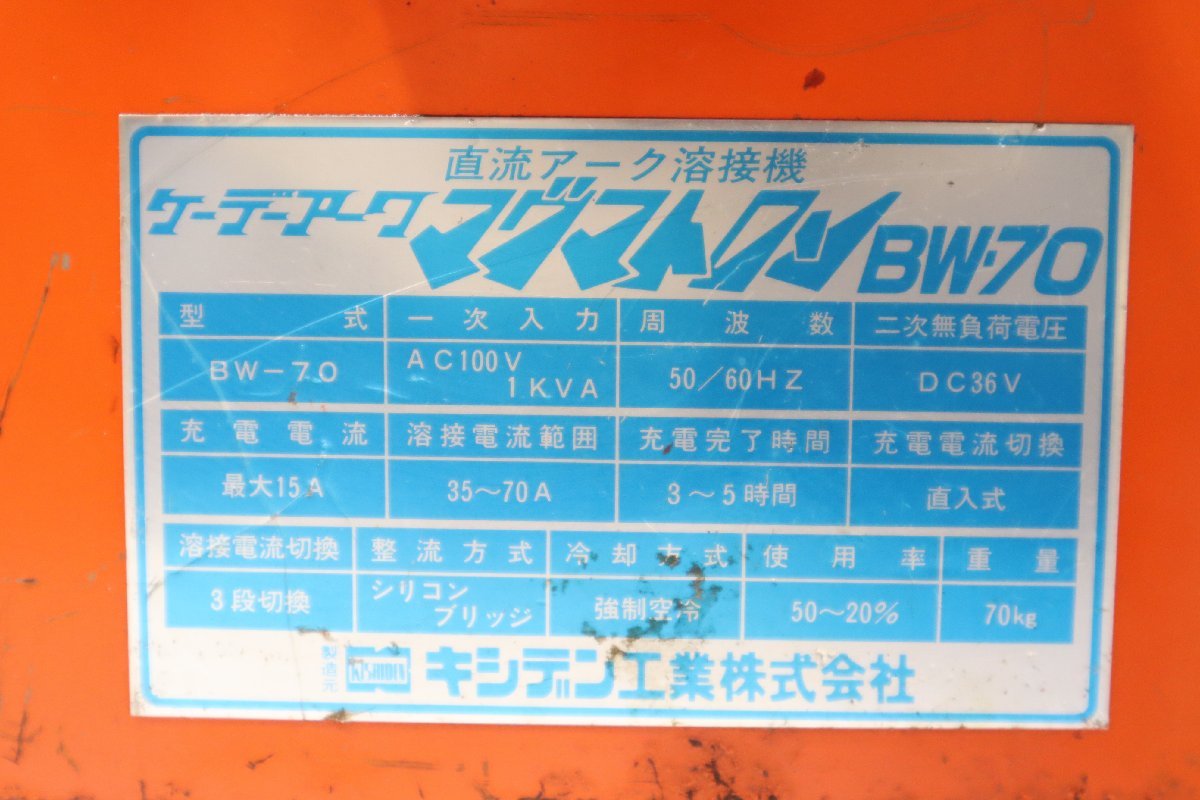 直流アーク溶接機
ケーデーアーク マグストロン BW-70
型式 一次入力 周波数 二次無負荷電圧
BW-70 AC100V 1KVA 50/60HZ DC36V
充電電流 溶接電流範囲 充電完了時間 充電電流切換
最大15A 35〜70A 3〜5時間 直入式
溶接電流切換 整流方式 冷却方式 使用率 重量
3段切換 シリコンブリッジ 強制空冷 50〜20% 70kg
製造元 KISHIDEN キシデン工業株式会社